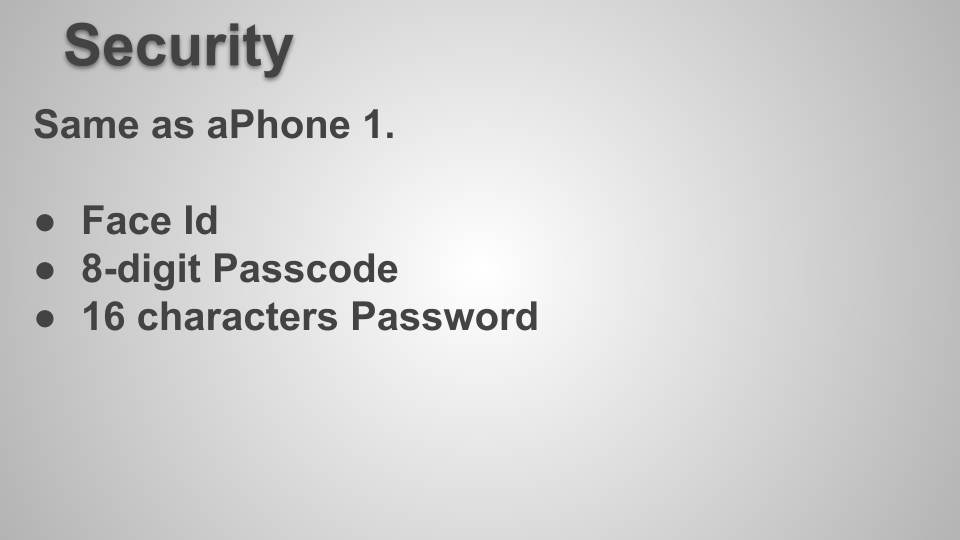 Security
Same as aPhone 1.
● Face Id
● 8-digit Passcode
● 16 characters Password